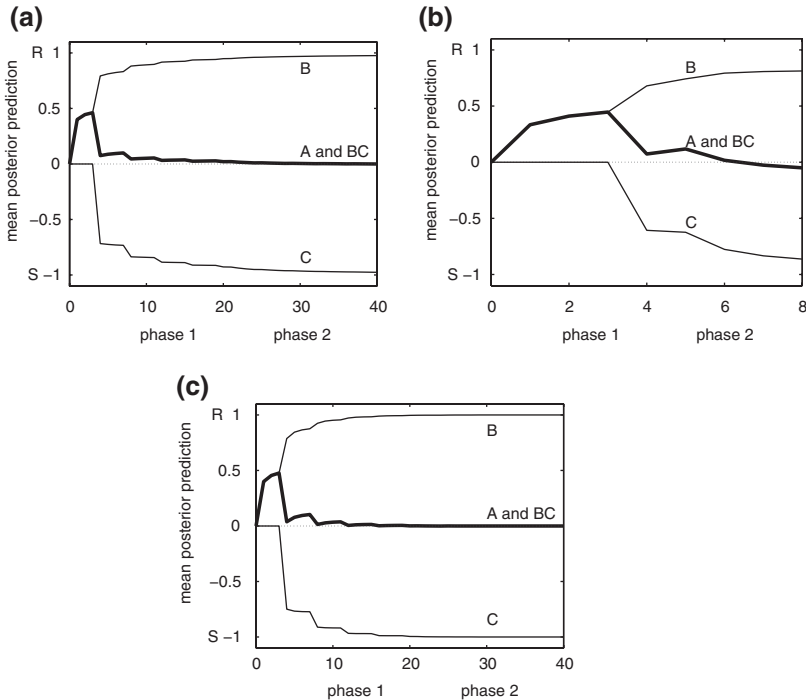 (a)
R 1
0.5
0
−0.5
S −1
mean posterior prediction
B
A and BC
C
0 10 20 30 40
phase 1 phase 2
(b)
R 1
0.5
0
−0.5
S −1
mean posterior prediction
B
A and BC
C
0 2 4 6 8
phase 1 phase 2
(c)
R 1
0.5
0
−0.5
S −1
mean posterior prediction
B
A and BC
C
0 10 20 30 40
phase 1 phase 2